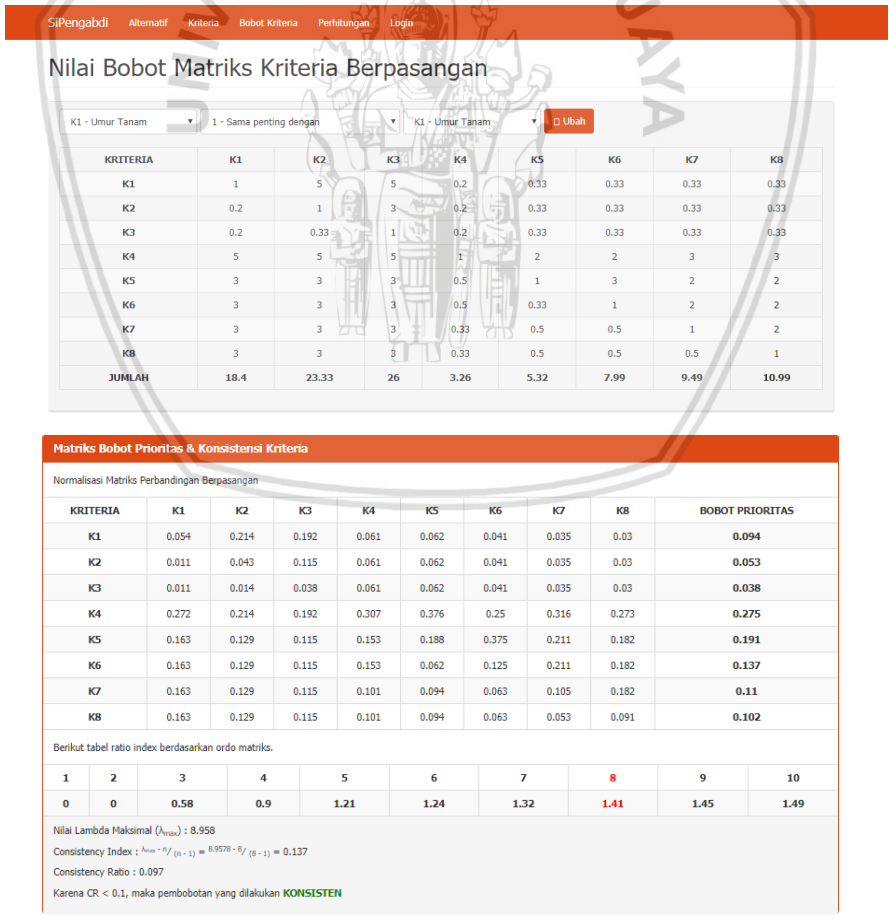 SiPengabdi Alternatif Kriteria Bobot Kriteria Perhitungan Login
Nilai Bobot Matriks Kriteria Berpasangan
K1 - Umur Tanam 1 - Sama penting dengan K1 - Umur Tanam Ubah
KRITERIA K1 K2 K3 K4 K5 K6 K7 K8
K1 1 5 5 0.2 0.33 0.33 0.33 0.33
K2 0.2 1 3 0.2 0.33 0.33 0.33 0.33
K3 0.2 0.33 1 0.2 0.33 0.33 0.33 0.33
K4 5 5 5 1 2 2 3 3
K5 3 3 3 0.5 1 3 2 2
K6 3 3 3 0.5 0.33 1 2 2
K7 3 3 3 0.33 0.5 0.5 1 2
K8 3 3 3 0.33 0.5 0.5 0.5 1
JUMLAH 18.4 23.33 26 3.26 5.32 7.99 9.49 10.99
Matriks Bobot Prioritas & Konsistensi Kriteria
Normalisasi Matriks Perbandingan Berpasangan
KRITERIA K1 K2 K3 K4 K5 K6 K7 K8 BOBOT PRIORITAS
K1 0.054 0.214 0.192 0.061 0.062 0.041 0.035 0.03 0.094
K2 0.011 0.043 0.115 0.061 0.062 0.041 0.035 0.03 0.053
K3 0.011 0.014 0.038 0.061 0.062 0.041 0.035 0.03 0.038
K4 0.272 0.214 0.192 0.307 0.376 0.25 0.316 0.273 0.275
K5 0.163 0.129 0.115 0.153 0.188 0.375 0.211 0.182 0.191
K6 0.163 0.129 0.115 0.153 0.062 0.125 0.211 0.182 0.137
K7 0.163 0.129 0.115 0.101 0.094 0.063 0.105 0.182 0.11
K8 0.163 0.129 0.115 0.101 0.094 0.063 0.053 0.091 0.102
Berikut tabel ratio index berdasarkan ordo matriks.
1 2 3 4 5 6 7 8 9 10
0 0 0.58 0.9 1.21 1.24 1.32 1.41 1.45 1.49
Nilai Lambda Maksimal (λmax) : 8.958
Consistency Index : λmax - n/ (n - 1) = 8.9578 - 8/ (8 - 1) = 0.137
Consistency Ratio : 0.097
Karena CR < 0.1, maka pembobotan yang dilakukan KONSISTEN